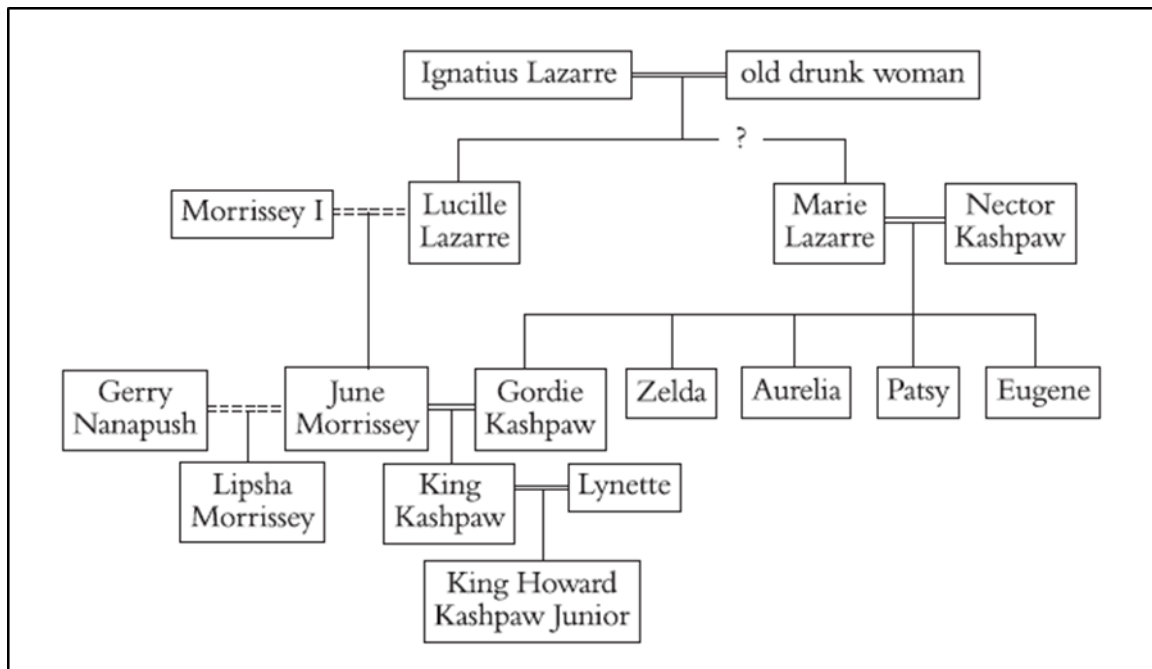 Ignatius Lazarre
old drunk woman
?
Morrissey I
Lucille
Lazarre
Marie
Lazarre
Nector
Kashpaw
Gerry
Nanapush
June
Morrissey
Gordie
Kashpaw
Zelda
Aurelia
Patsy
Eugene
Lipsha
Morrissey
King
Kashpaw
Lynette
King Howard
Kashpaw Junior